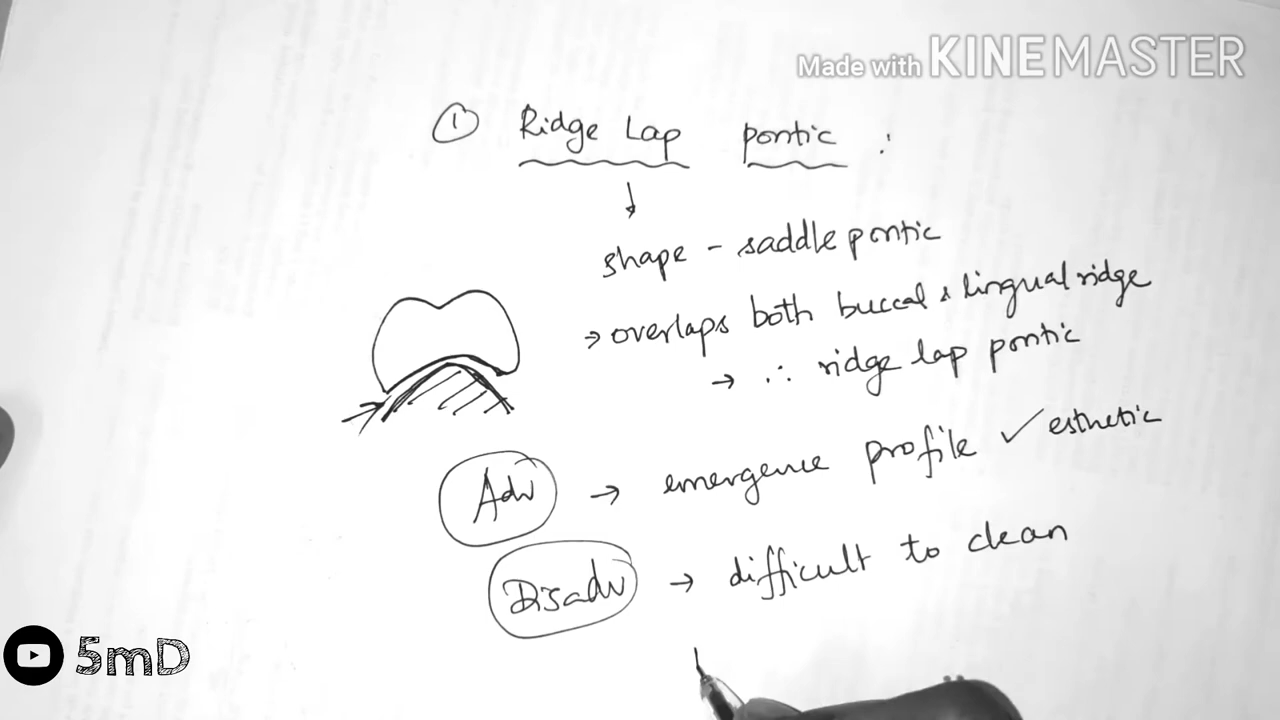 Made with KINEMASTER
① Ridge Lap pontic :
↓
shape - saddle pontic
→ overlaps both buccal & lingual ridge
→ ∴ ridge lap pontic
Adv → emergence profile ✓ esthetic
Disadv → difficult to clean
5mD